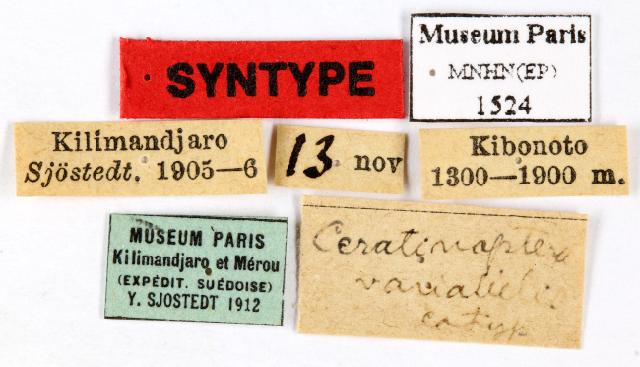 SYNTYPE
Museum Paris
MNHN(EP)
1524
Kilimandjaro
Sjöstedt. 1905—6
13 nov
Kibonoto
1300—1900 m.
MUSEUM PARIS
Kilimandjaro et Mérou
(EXPÉDIT. SUÉDOISE)
Y. SJOSTEDT 1912
Ceratinoptera
variabilis
cotyp